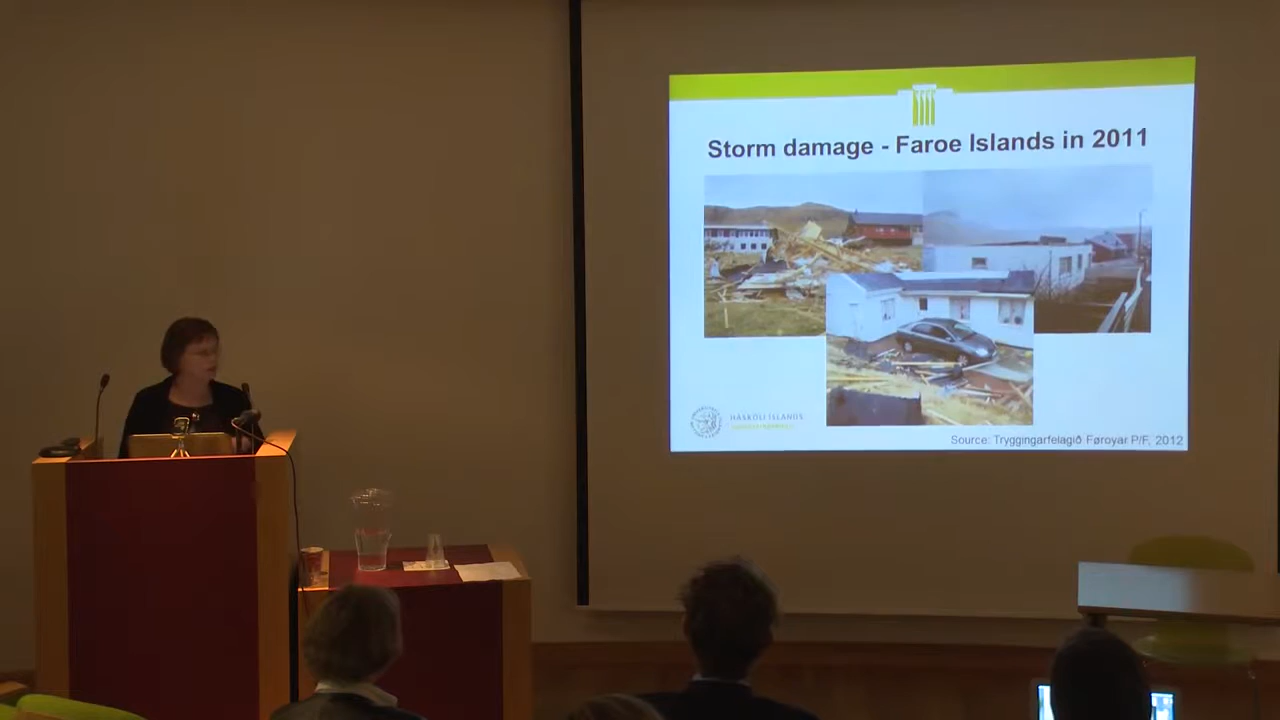 Storm damage - Faroe Islands in 2011
HÁSKÓLI ÍSLANDS
Source: Tryggingarfelagið Føroyar P/F, 2012